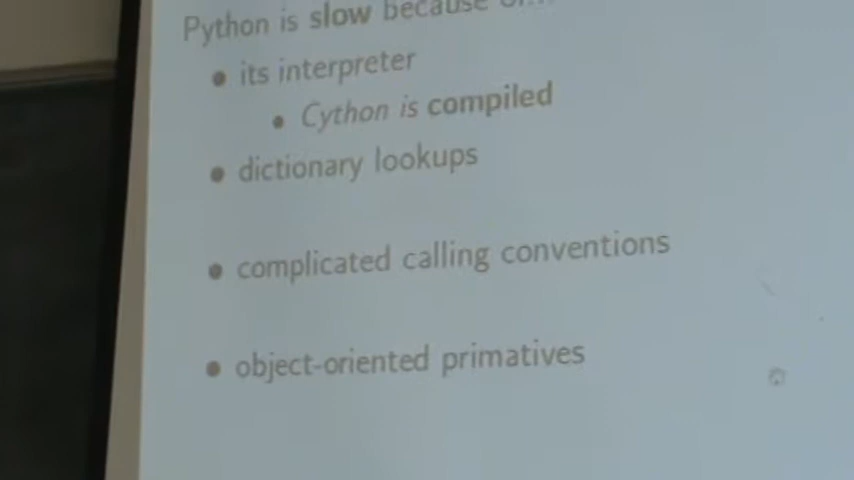 Python is slow because of...
• its interpreter
• Cython is compiled
• dictionary lookups
• complicated calling conventions
• object-oriented primatives